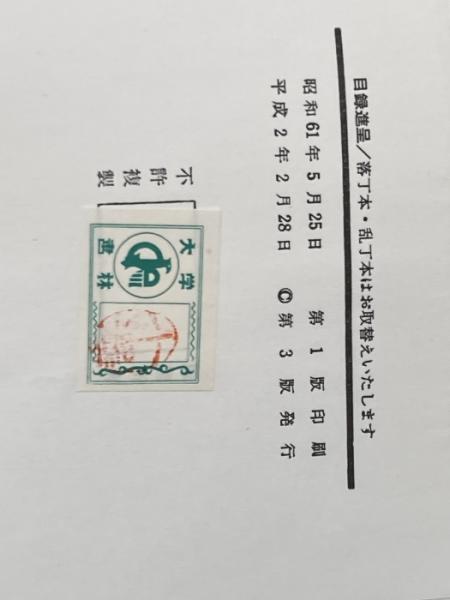 目録進呈/落丁本・乱丁本はお取替えいたします
昭和61年5月25日 第1版印刷
平成2年2月28日 ©第3版発行
不許複製
大学
書林